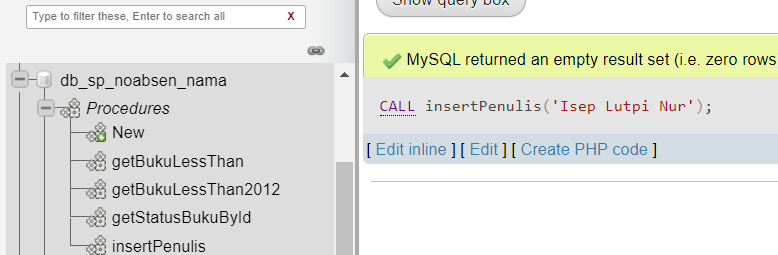 Type to filter these, Enter to search all X
db_sp_noabsen_nama
Procedures
New
getBukuLessThan
getBukuLessThan2012
getStatusBukuById
insertPenulis
Show query box
MySQL returned an empty result set (i.e. zero rows
CALL insertPenulis('Isep Lutpi Nur');
[ Edit inline ] [ Edit ] [ Create PHP code ]